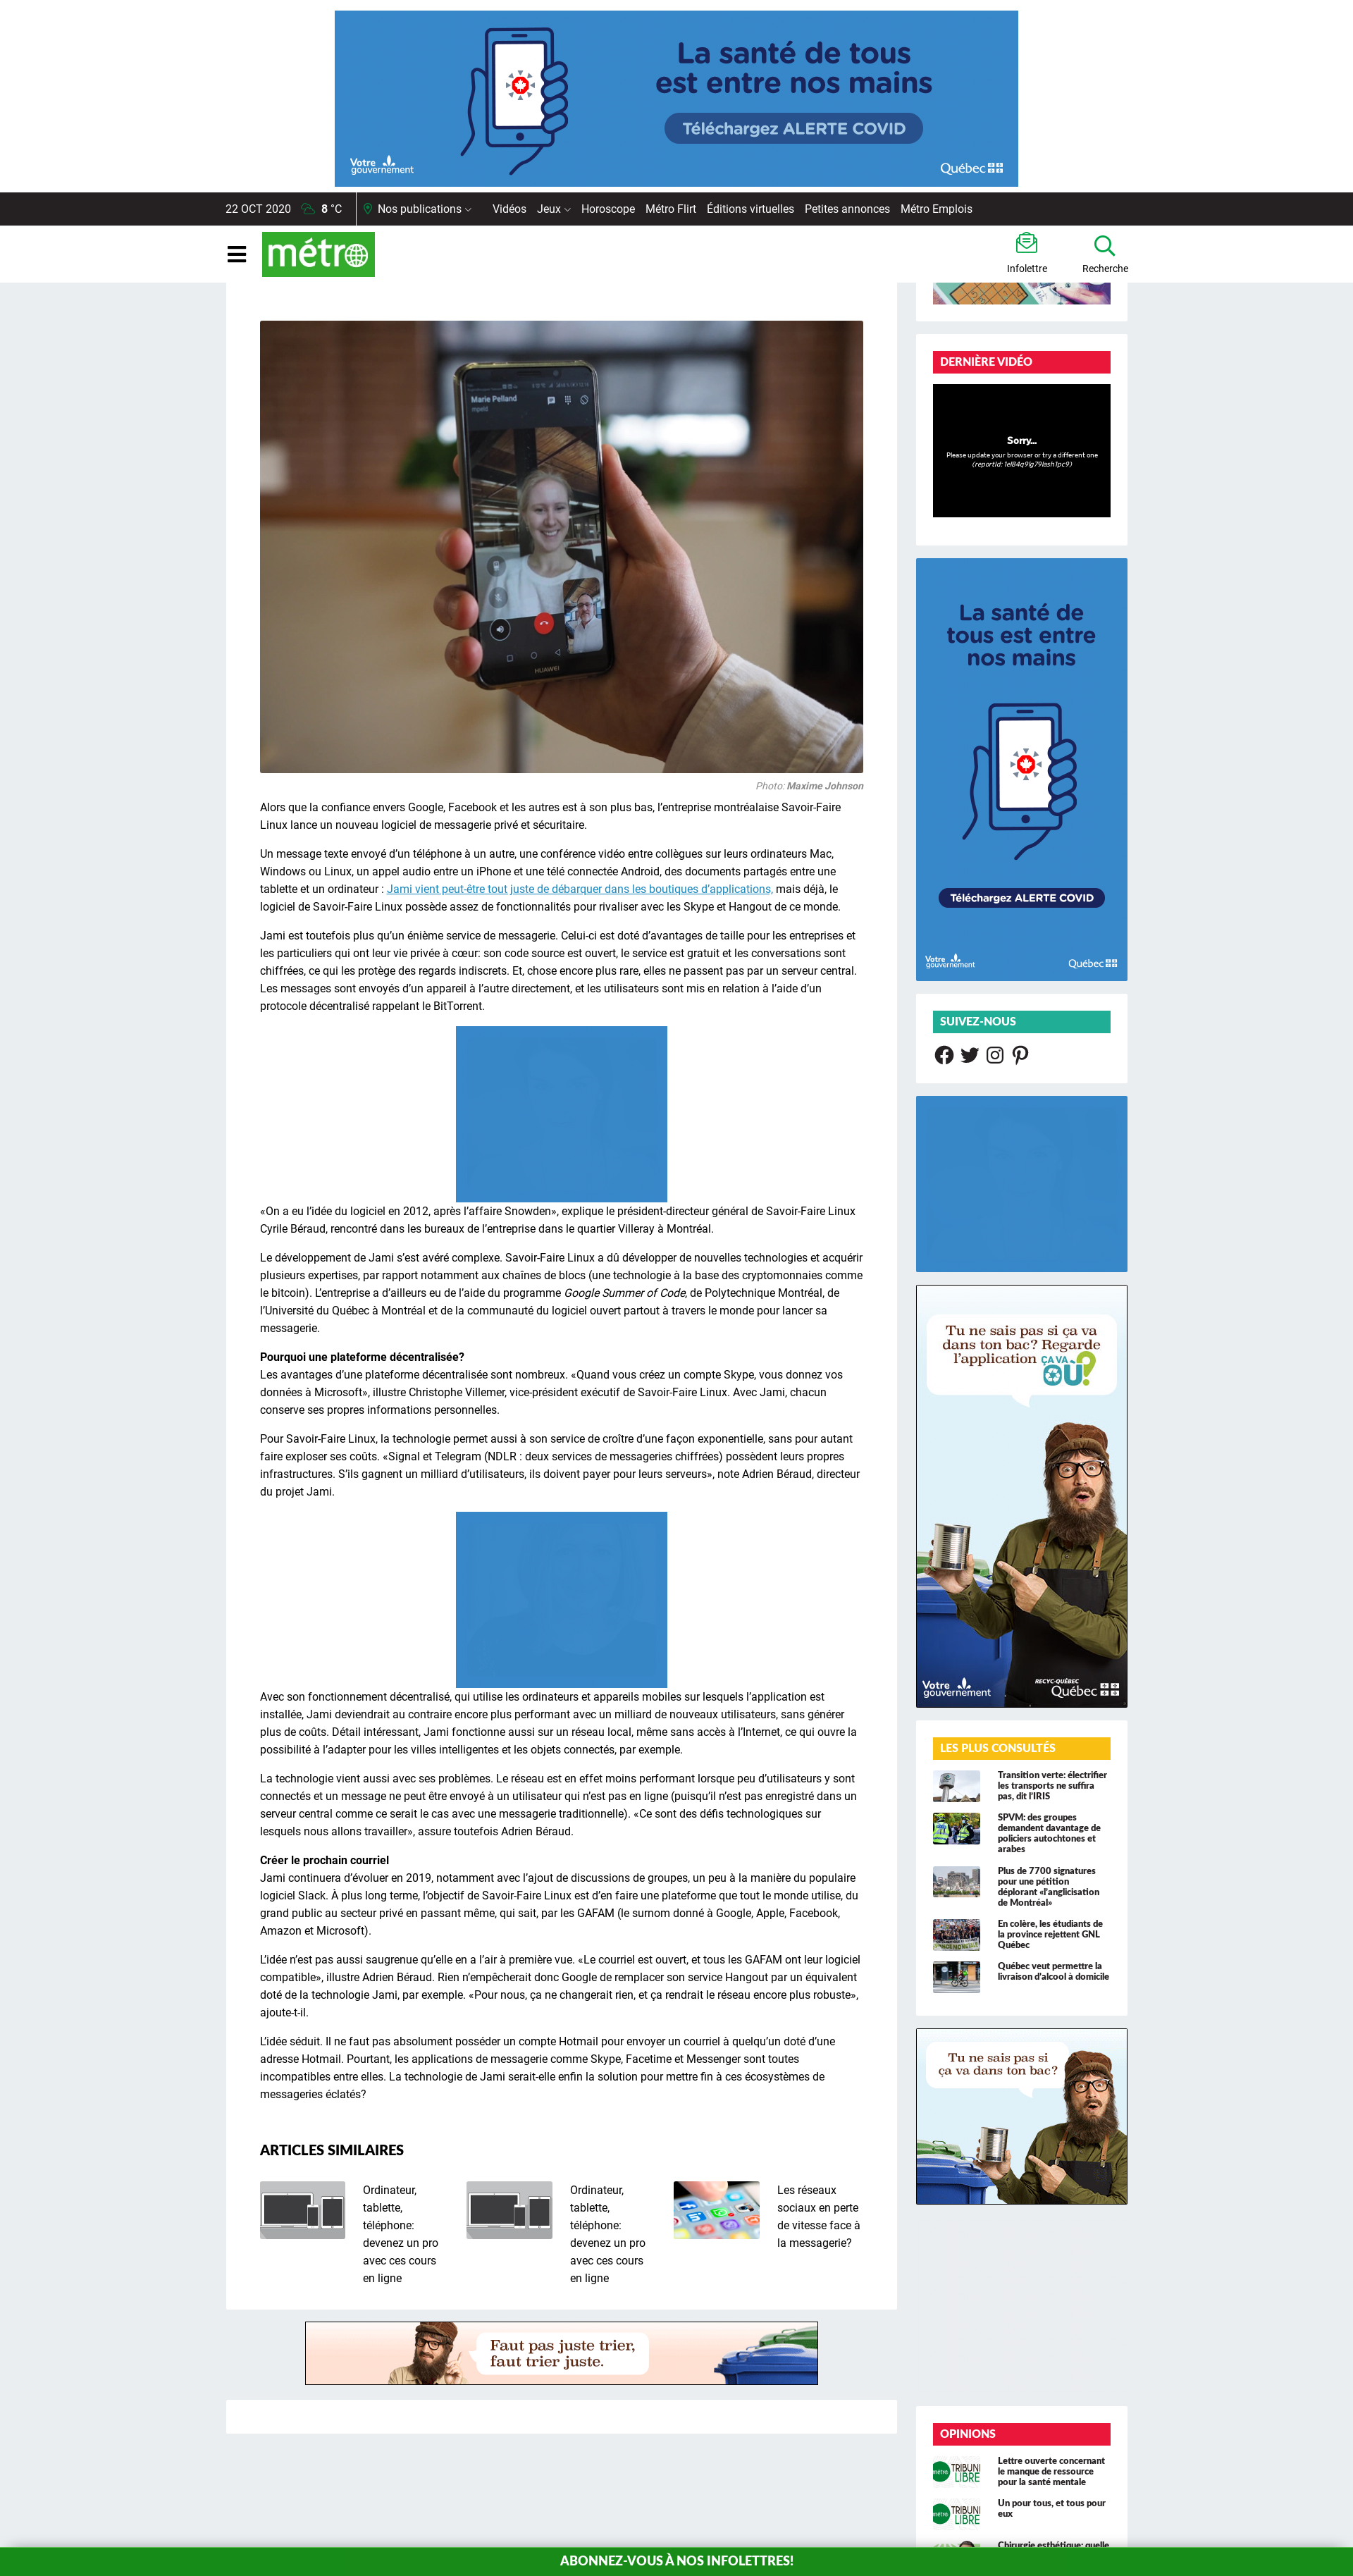 La santé de tous
est entre nos mains
Téléchargez ALERTE COVID
Votre
gouvernement
Québec
22 OCT 2020 8 °C Nos publications Vidéos Jeux Horoscope Métro Flirt Éditions virtuelles Petites annonces Métro Emplois
métro
Infolettre
Recherche
Marie Pelland
HUAWEI
Photo: Maxime Johnson
Alors que la confiance envers Google, Facebook et les autres est à son plus bas, l’entreprise montréalaise Savoir-Faire
Linux lance un nouveau logiciel de messagerie privé et sécuritaire.
Un message texte envoyé d’un téléphone à un autre, une conférence vidéo entre collègues sur leurs ordinateurs Mac,
Windows ou Linux, un appel audio entre un iPhone et une télé connectée Android, des documents partagés entre une
tablette et un ordinateur : Jami vient peut-être tout juste de débarquer dans les boutiques d’applications, mais déjà, le
logiciel de Savoir-Faire Linux possède assez de fonctionnalités pour rivaliser avec les Skype et Hangout de ce monde.
Jami est toutefois plus qu’un énième service de messagerie. Celui-ci est doté d’avantages de taille pour les entreprises et
les particuliers qui ont leur vie privée à cœur: son code source est ouvert, le service est gratuit et les conversations sont
chiffrées, ce qui les protège des regards indiscrets. Et, chose encore plus rare, elles ne passent pas par un serveur central.
Les messages sont envoyés d’un appareil à l’autre directement, et les utilisateurs sont mis en relation à l’aide d’un
protocole décentralisé rappelant le BitTorrent.
«On a eu l’idée du logiciel en 2012, après l’affaire Snowden», explique le président-directeur général de Savoir-Faire Linux
Cyrile Béraud, rencontré dans les bureaux de l’entreprise dans le quartier Villeray à Montréal.
Le développement de Jami s’est avéré complexe. Savoir-Faire Linux a dû développer de nouvelles technologies et acquérir
plusieurs expertises, par rapport notamment aux chaînes de blocs (une technologie à la base des cryptomonnaies comme
le bitcoin). L’entreprise a d’ailleurs eu de l’aide du programme Google Summer of Code, de Polytechnique Montréal, de
l’Université du Québec à Montréal et de la communauté du logiciel ouvert partout à travers le monde pour lancer sa
messagerie.
Pourquoi une plateforme décentralisée?
Les avantages d’une plateforme décentralisée sont nombreux. «Quand vous créez un compte Skype, vous donnez vos
données à Microsoft», illustre Christophe Villemer, vice-président exécutif de Savoir-Faire Linux. Avec Jami, chacun
conserve ses propres informations personnelles.
Pour Savoir-Faire Linux, la technologie permet aussi à son service de croître d’une façon exponentielle, sans pour autant
faire exploser ses coûts. «Signal et Telegram (NDLR : deux services de messageries chiffrées) possèdent leurs propres
infrastructures. S’ils gagnent un milliard d’utilisateurs, ils doivent payer pour leurs serveurs», note Adrien Béraud, directeur
du projet Jami.
Avec son fonctionnement décentralisé, qui utilise les ordinateurs et appareils mobiles sur lesquels l’application est
installée, Jami deviendrait au contraire encore plus performant avec un milliard de nouveaux utilisateurs, sans générer
plus de coûts. Détail intéressant, Jami fonctionne aussi sur un réseau local, même sans accès à l’Internet, ce qui ouvre la
possibilité à l’adapter pour les villes intelligentes et les objets connectés, par exemple.
La technologie vient aussi avec ses problèmes. Le réseau est en effet moins performant lorsque peu d’utilisateurs y sont
connectés et un message ne peut être envoyé à un utilisateur qui n’est pas en ligne (puisqu’il n’est pas enregistré dans un
serveur central comme ce serait le cas avec une messagerie traditionnelle). «Ce sont des défis technologiques sur
lesquels nous allons travailler», assure toutefois Adrien Béraud.
Créer le prochain courriel
Jami continuera d’évoluer en 2019, notamment avec l’ajout de discussions de groupes, un peu à la manière du populaire
logiciel Slack. À plus long terme, l’objectif de Savoir-Faire Linux est d’en faire une plateforme que tout le monde utilise, du
grand public au secteur privé en passant même, qui sait, par les GAFAM (le surnom donné à Google, Apple, Facebook,
Amazon et Microsoft).
L’idée n’est pas aussi saugrenue qu’elle en a l’air à première vue. «Le courriel est ouvert, et tous les GAFAM ont leur logiciel
compatible», illustre Adrien Béraud. Rien n’empêcherait donc Google de remplacer son service Hangout par un équivalent
doté de la technologie Jami, par exemple. «Pour nous, ça ne changerait rien, et ça rendrait le réseau encore plus robuste»,
ajoute-t-il.
L’idée séduit. Il ne faut pas absolument posséder un compte Hotmail pour envoyer un courriel à quelqu’un doté d’une
adresse Hotmail. Pourtant, les applications de messagerie comme Skype, Facetime et Messenger sont toutes
incompatibles entre elles. La technologie de Jami serait-elle enfin la solution pour mettre fin à ces écosystèmes de
messageries éclatés?
ARTICLES SIMILAIRES
Ordinateur,
tablette,
téléphone:
devenez un pro
avec ces cours
en ligne
Ordinateur,
tablette,
téléphone:
devenez un pro
avec ces cours
en ligne
Les réseaux
sociaux en perte
de vitesse face à
la messagerie?
Faut pas juste trier,
faut trier juste.
DERNIÈRE VIDÉO
Sorry...
Please update your browser or try a different one
(reportId: 1el84q9lg79lash1pc9)
La santé de
tous est entre
nos mains
Téléchargez ALERTE COVID
Votre
gouvernement
Québec
SUIVEZ-NOUS
Tu ne sais pas si ça va
dans ton bac? Regarde
l’application ÇA VA
OÙ?
Votre
gouvernement
RECYC-QUÉBEC
Québec
LES PLUS CONSULTÉS
Transition verte: électrifier
les transports ne suffira
pas, dit l’IRIS
SPVM: des groupes
demandent davantage de
policiers autochtones et
arabes
Plus de 7700 signatures
pour une pétition
déplorant «l’anglicisation
de Montréal»
En colère, les étudiants de
la province rejettent GNL
Québec
Québec veut permettre la
livraison d’alcool à domicile
Tu ne sais pas si
ça va dans ton bac?
OPINIONS
métro TRIBUN
LIBRE
Lettre ouverte concernant
le manque de ressource
pour la santé mentale
métro TRIBUN
LIBRE
Un pour tous, et tous pour
eux
Chirurgie esthétique: quelle
ABONNEZ-VOUS À NOS INFOLETTRES!